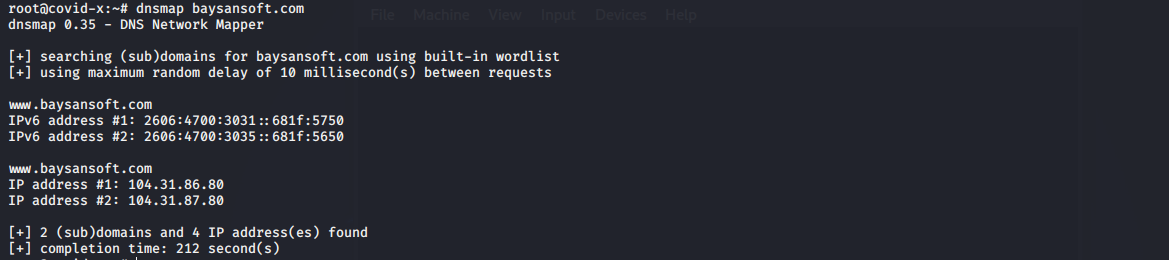 File Machine View Input Devices Help
root@covid-x:~# dnsmap baysansoft.com
dnsmap 0.35 - DNS Network Mapper
[+] searching (sub)domains for baysansoft.com using built-in wordlist
[+] using maximum random delay of 10 millisecond(s) between requests
www.baysansoft.com
IPv6 address #1: 2606:4700:3031::681f:5750
IPv6 address #2: 2606:4700:3035::681f:5650
www.baysansoft.com
IP address #1: 104.31.86.80
IP address #2: 104.31.87.80
[+] 2 (sub)domains and 4 IP address(es) found
[+] completion time: 212 second(s)